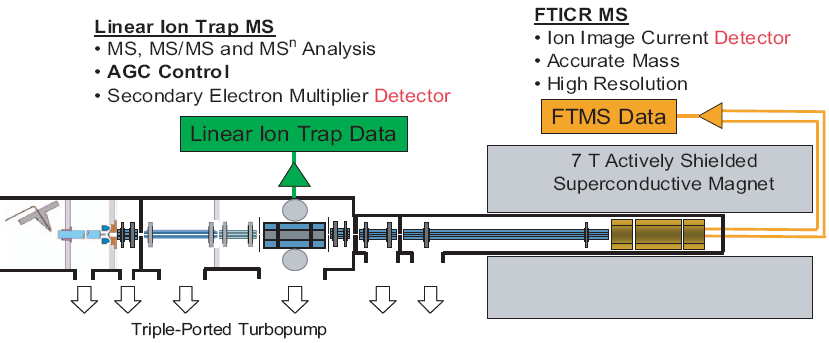 Linear Ion Trap MS
• MS, MS/MS and MSⁿ Analysis
• AGC Control
• Secondary Electron Multiplier Detector
Linear Ion Trap Data
FTICR MS
• Ion Image Current Detector
• Accurate Mass
• High Resolution
FTMS Data
7 T Actively Shielded
Superconductive Magnet
Triple-Ported Turbopump